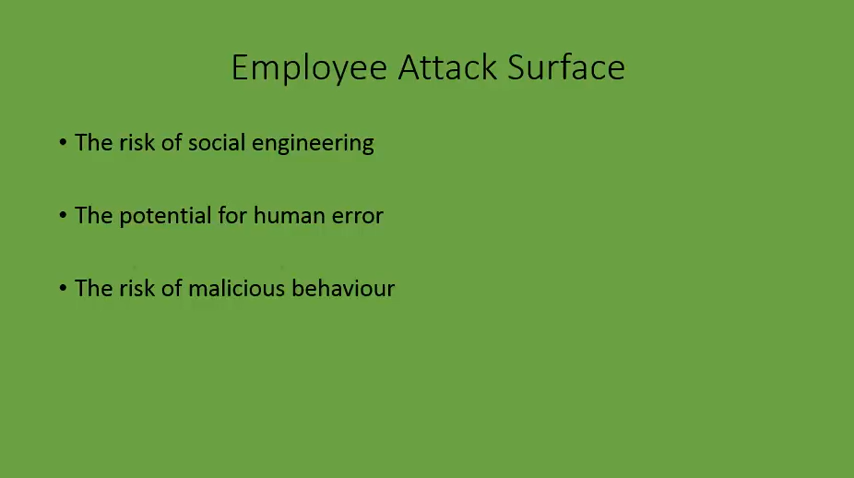 Employee Attack Surface
• The risk of social engineering
• The potential for human error
• The risk of malicious behaviour